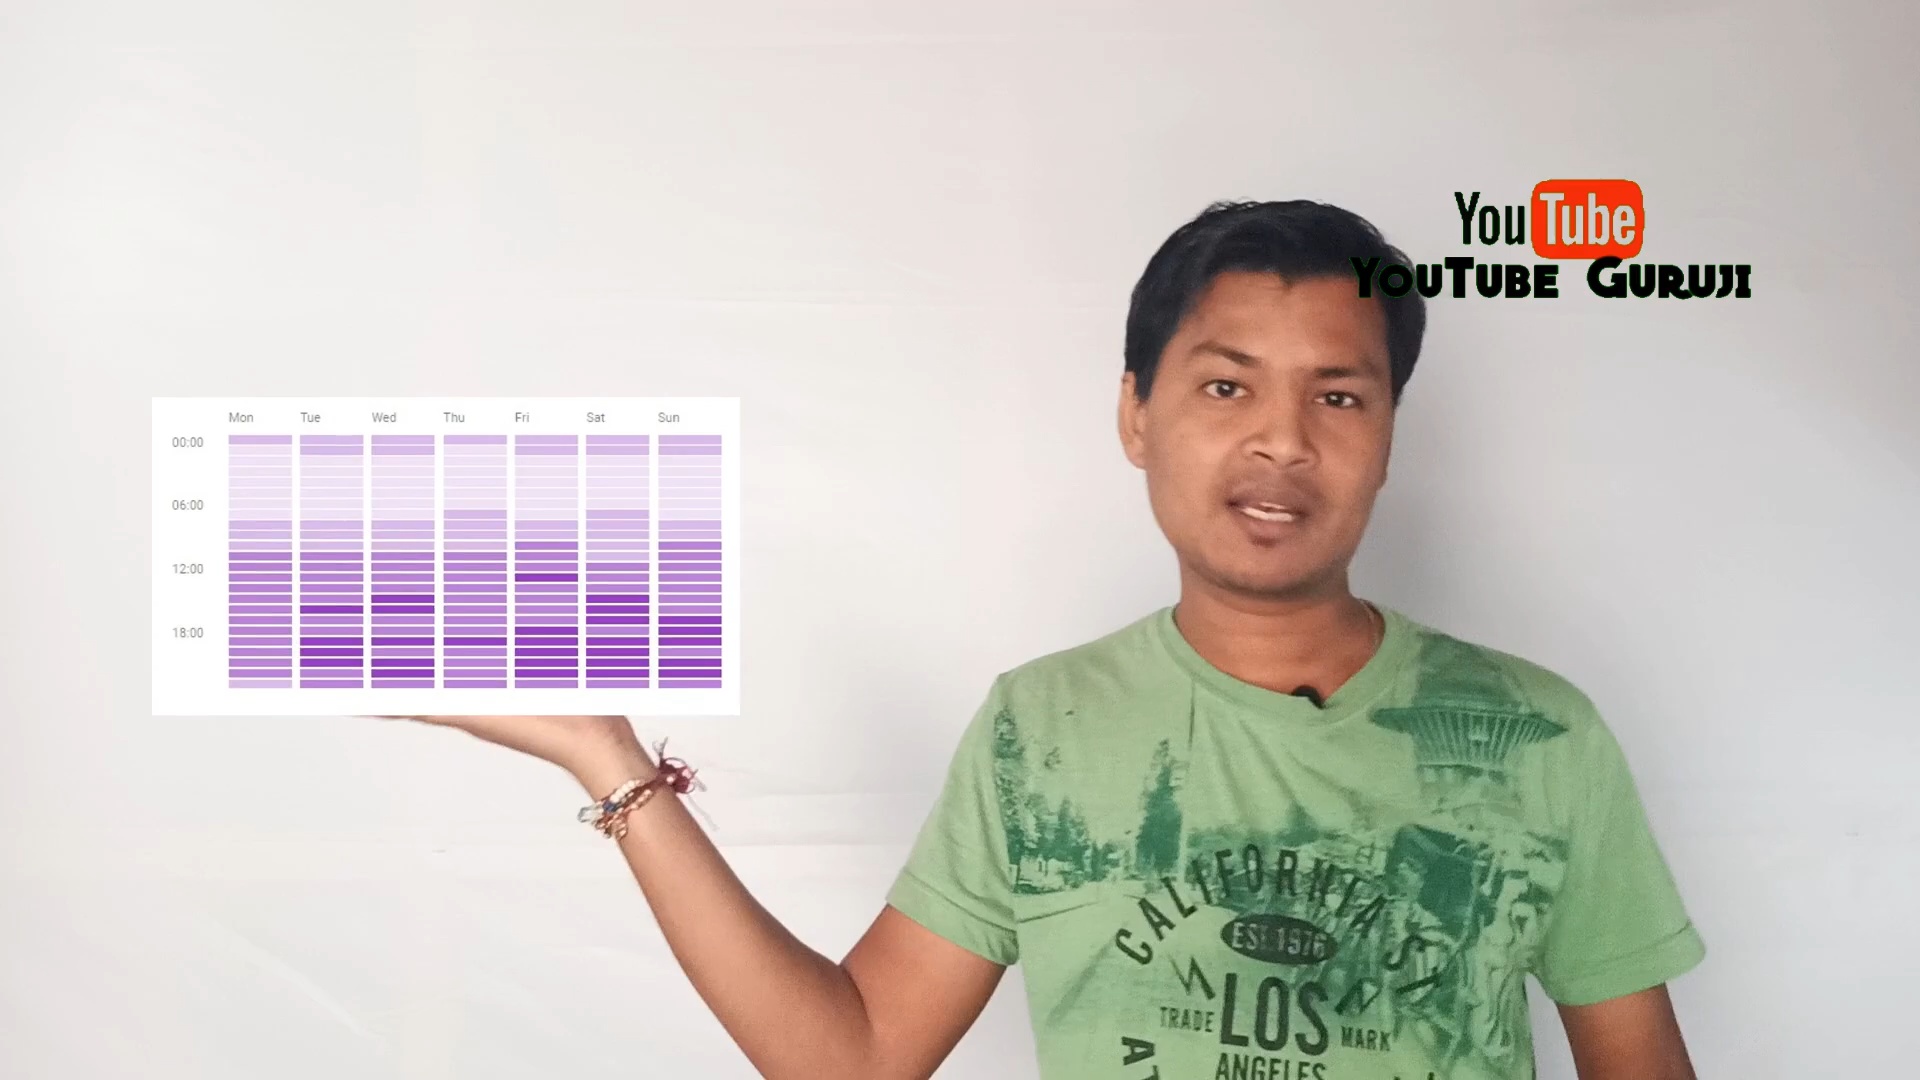 YouTube
YouTube Guruji
Mon Tue Wed Thu Fri Sat Sun
00:00
06:00
12:00
18:00
CALIFORNIA
EST.1976
TRADE LOS MARK
ANGELES